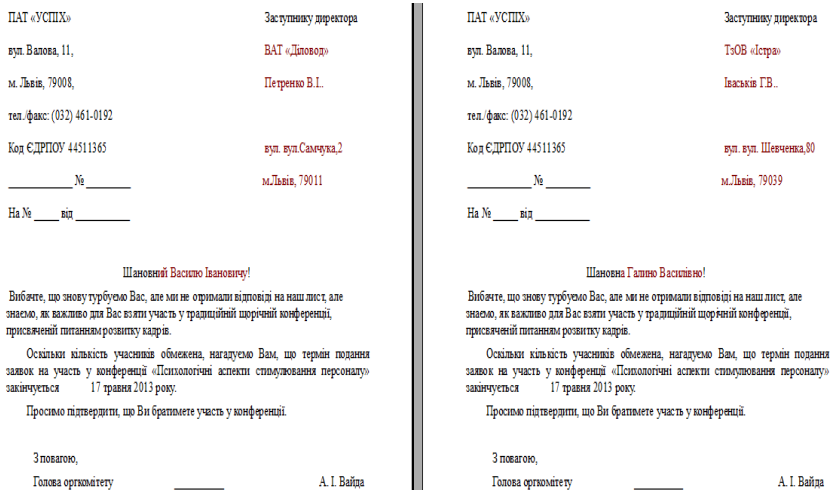 ПАТ «УСПІХ»
Заступнику директора
вул. Валова, 11,
ВАТ «Діловод»
м. Львів, 79008,
Петренко В.І..
тел./факс: (032) 461-0192
Код ЄДРПОУ 44511365
вул. вул.Самчука,2
_____________ № _________
м.Львів, 79011
На № _____ від ___________
Шановний Василю Івановичу!
Вибачте, що знову турбуємо Вас, але ми не отримали відповіді на наш лист, але
знаємо, як важливо для Вас взяти участь у традиційній щорічній конференції,
присвяченій питанням розвитку кадрів.
Оскільки кількість учасників обмежена, нагадуємо Вам, що термін подання
заявок на участь у конференції «Психологічні аспекти стимулювання персоналу»
закінчується 17 травня 2013 року.
Просимо підтвердити, що Ви братимете участь у конференції.
З повагою,
Голова оргкомітету __________ А. І. Вайда
ПАТ «УСПІХ»
Заступнику директора
вул. Валова, 11,
ТзОВ «Істра»
м. Львів, 79008,
Іваськів Г.В..
тел./факс: (032) 461-0192
Код ЄДРПОУ 44511365
вул. вул. Шевченка,80
_____________ № _________
м.Львів, 79039
На № _____ від ___________
Шановна Галино Василівно!
Вибачте, що знову турбуємо Вас, але ми не отримали відповіді на наш лист, але
знаємо, як важливо для Вас взяти участь у традиційній щорічній конференції,
присвяченій питанням розвитку кадрів.
Оскільки кількість учасників обмежена, нагадуємо Вам, що термін подання
заявок на участь у конференції «Психологічні аспекти стимулювання персоналу»
закінчується 17 травня 2013 року.
Просимо підтвердити, що Ви братимете участь у конференції.
З повагою,
Голова оргкомітету __________ А. І. Вайда